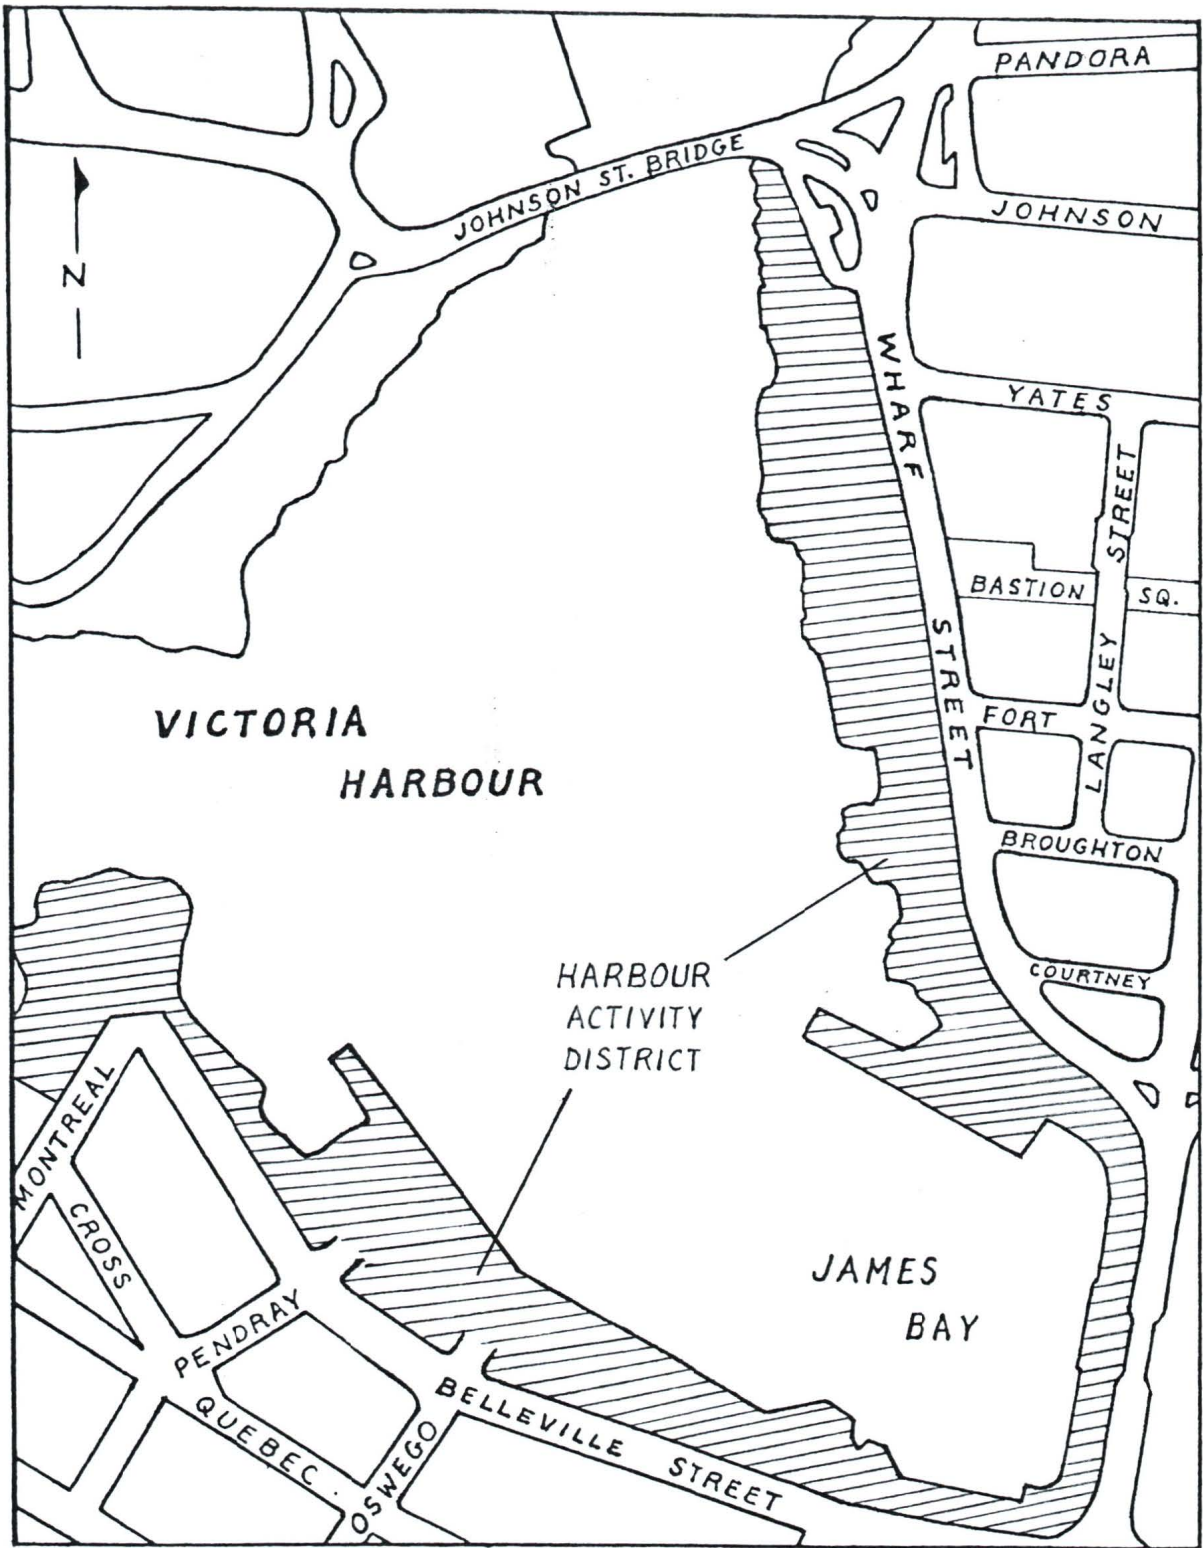 PANDORA
JOHNSON ST. BRIDGE
JOHNSON
N
WHARF STREET
YATES
LANGLEY STREET
BASTION SQ.
FORT
VICTORIA
HARBOUR
BROUGHTON
HARBOUR
ACTIVITY
DISTRICT
COURTNEY
MONTREAL
CROSS
JAMES
BAY
PENDRAY
QUEBEC
OSWEGO
BELLEVILLE STREET